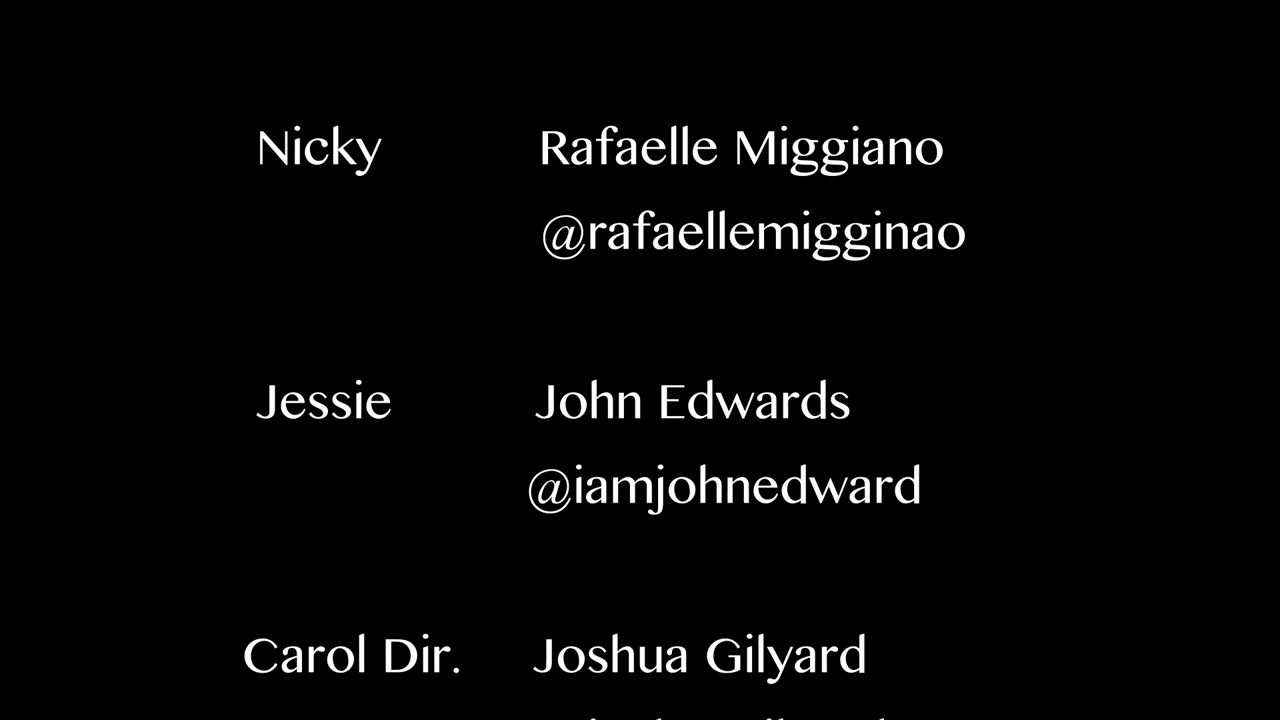 Nicky Rafaelle Miggiano
@rafaellemigginao
Jessie John Edwards
@iamjohnedward
Carol Dir. Joshua Gilyard